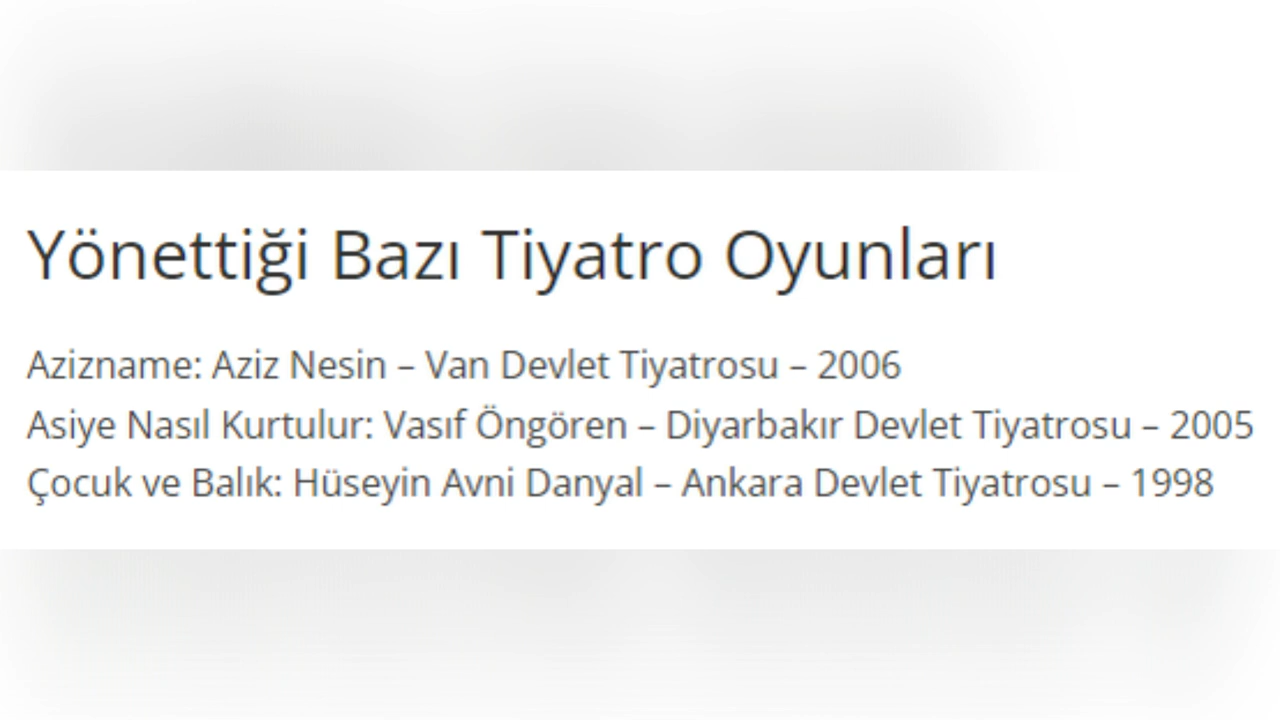 Yönettiği Bazı Tiyatro Oyunları
Azizname: Aziz Nesin – Van Devlet Tiyatrosu – 2006
Asiye Nasıl Kurtulur: Vasıf Öngören – Diyarbakır Devlet Tiyatrosu – 2005
Çocuk ve Balık: Hüseyin Avni Danyal – Ankara Devlet Tiyatrosu – 1998